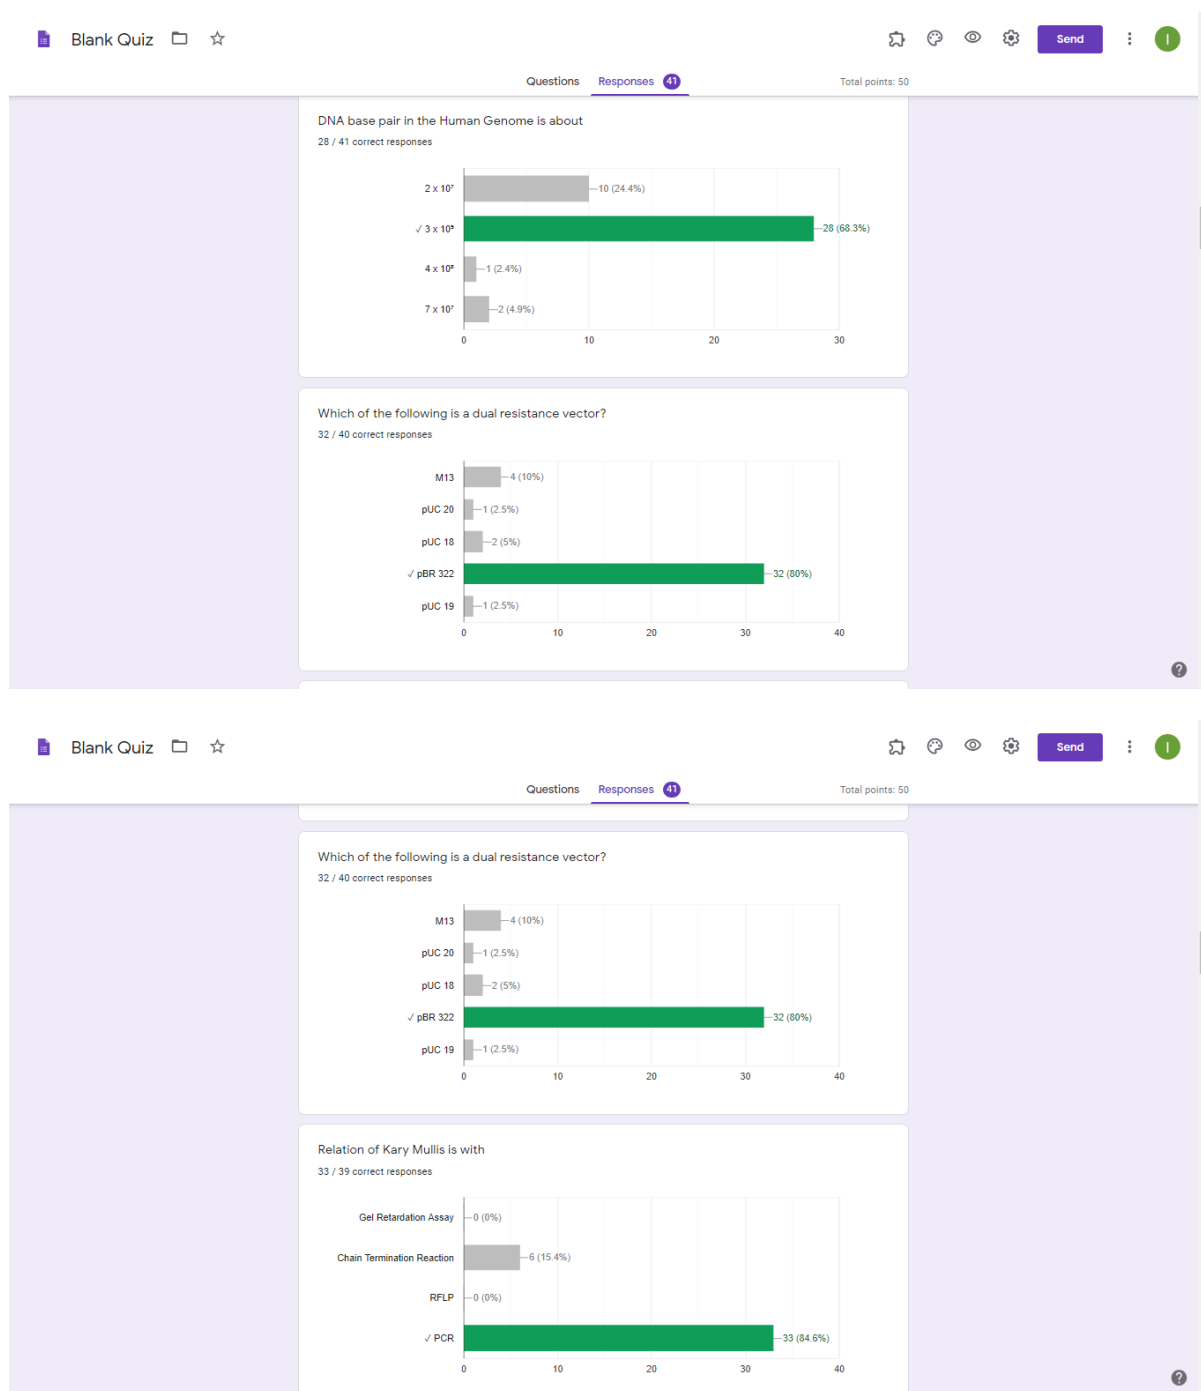 Blank Quiz
Send
I
Questions Responses 41 Total points: 50
DNA base pair in the Human Genome is about
28 / 41 correct responses
2 x 10⁷ 10 (24.4%)
✓ 3 x 10⁹ 28 (68.3%)
4 x 10⁸ 1 (2.4%)
7 x 10⁷ 2 (4.9%)
0 10 20 30
Which of the following is a dual resistance vector?
32 / 40 correct responses
M13 4 (10%)
pUC 20 1 (2.5%)
pUC 18 2 (5%)
✓ pBR 322 32 (80%)
pUC 19 1 (2.5%)
0 10 20 30 40
Blank Quiz
Send
I
Questions Responses 41 Total points: 50
Which of the following is a dual resistance vector?
32 / 40 correct responses
M13 4 (10%)
pUC 20 1 (2.5%)
pUC 18 2 (5%)
✓ pBR 322 32 (80%)
pUC 19 1 (2.5%)
0 10 20 30 40
Relation of Kary Mullis is with
33 / 39 correct responses
Gel Retardation Assay 0 (0%)
Chain Termination Reaction 6 (15.4%)
RFLP 0 (0%)
✓ PCR 33 (84.6%)
0 10 20 30 40